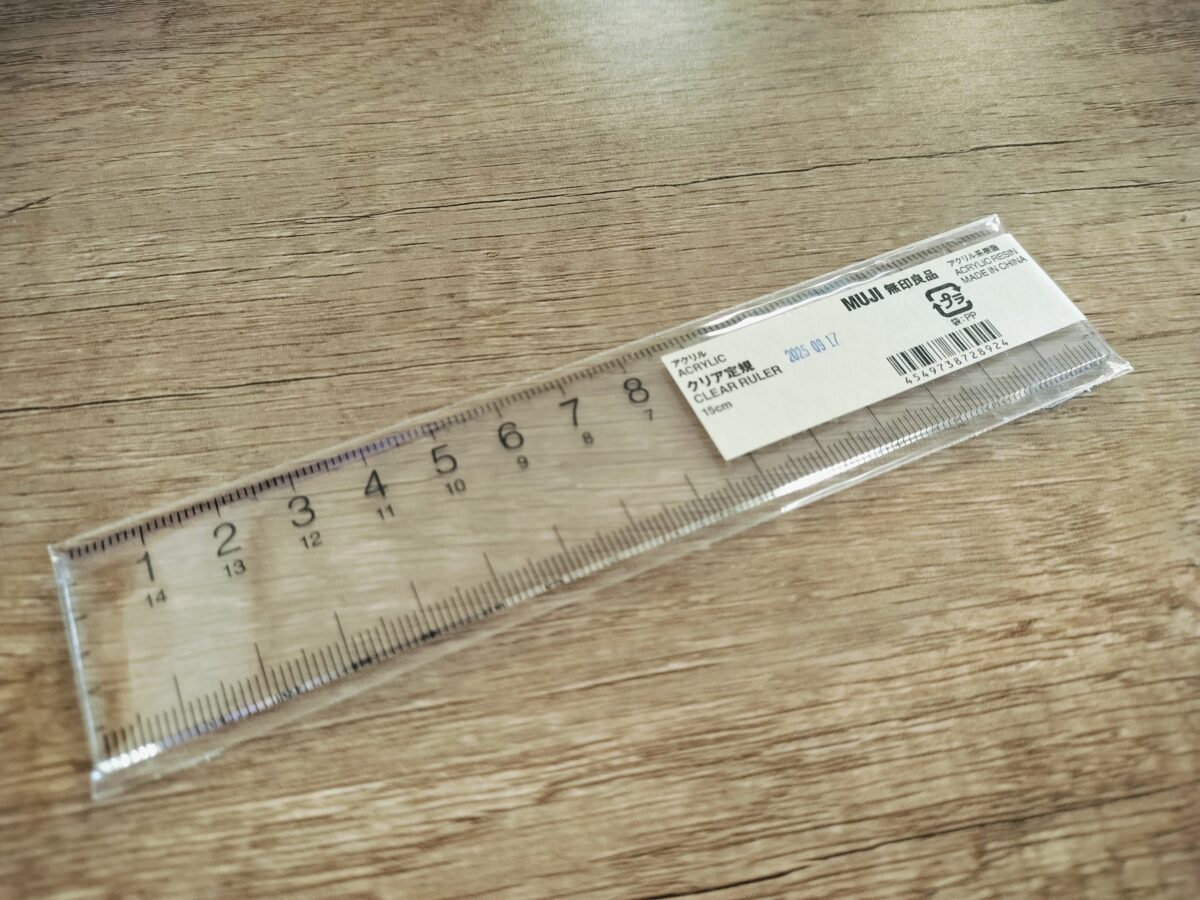 1 2 3 4 5 6 7 8
14 13 12 11 10 9 8 7
アクリル
ACRYLIC
クリア定規
CLEAR RULER
15cm
2025 09 17
MUJI 無印良品
アクリル系樹脂
ACRYLIC RESIN
MADE IN CHINA
プラ
袋:PP
4549738728924